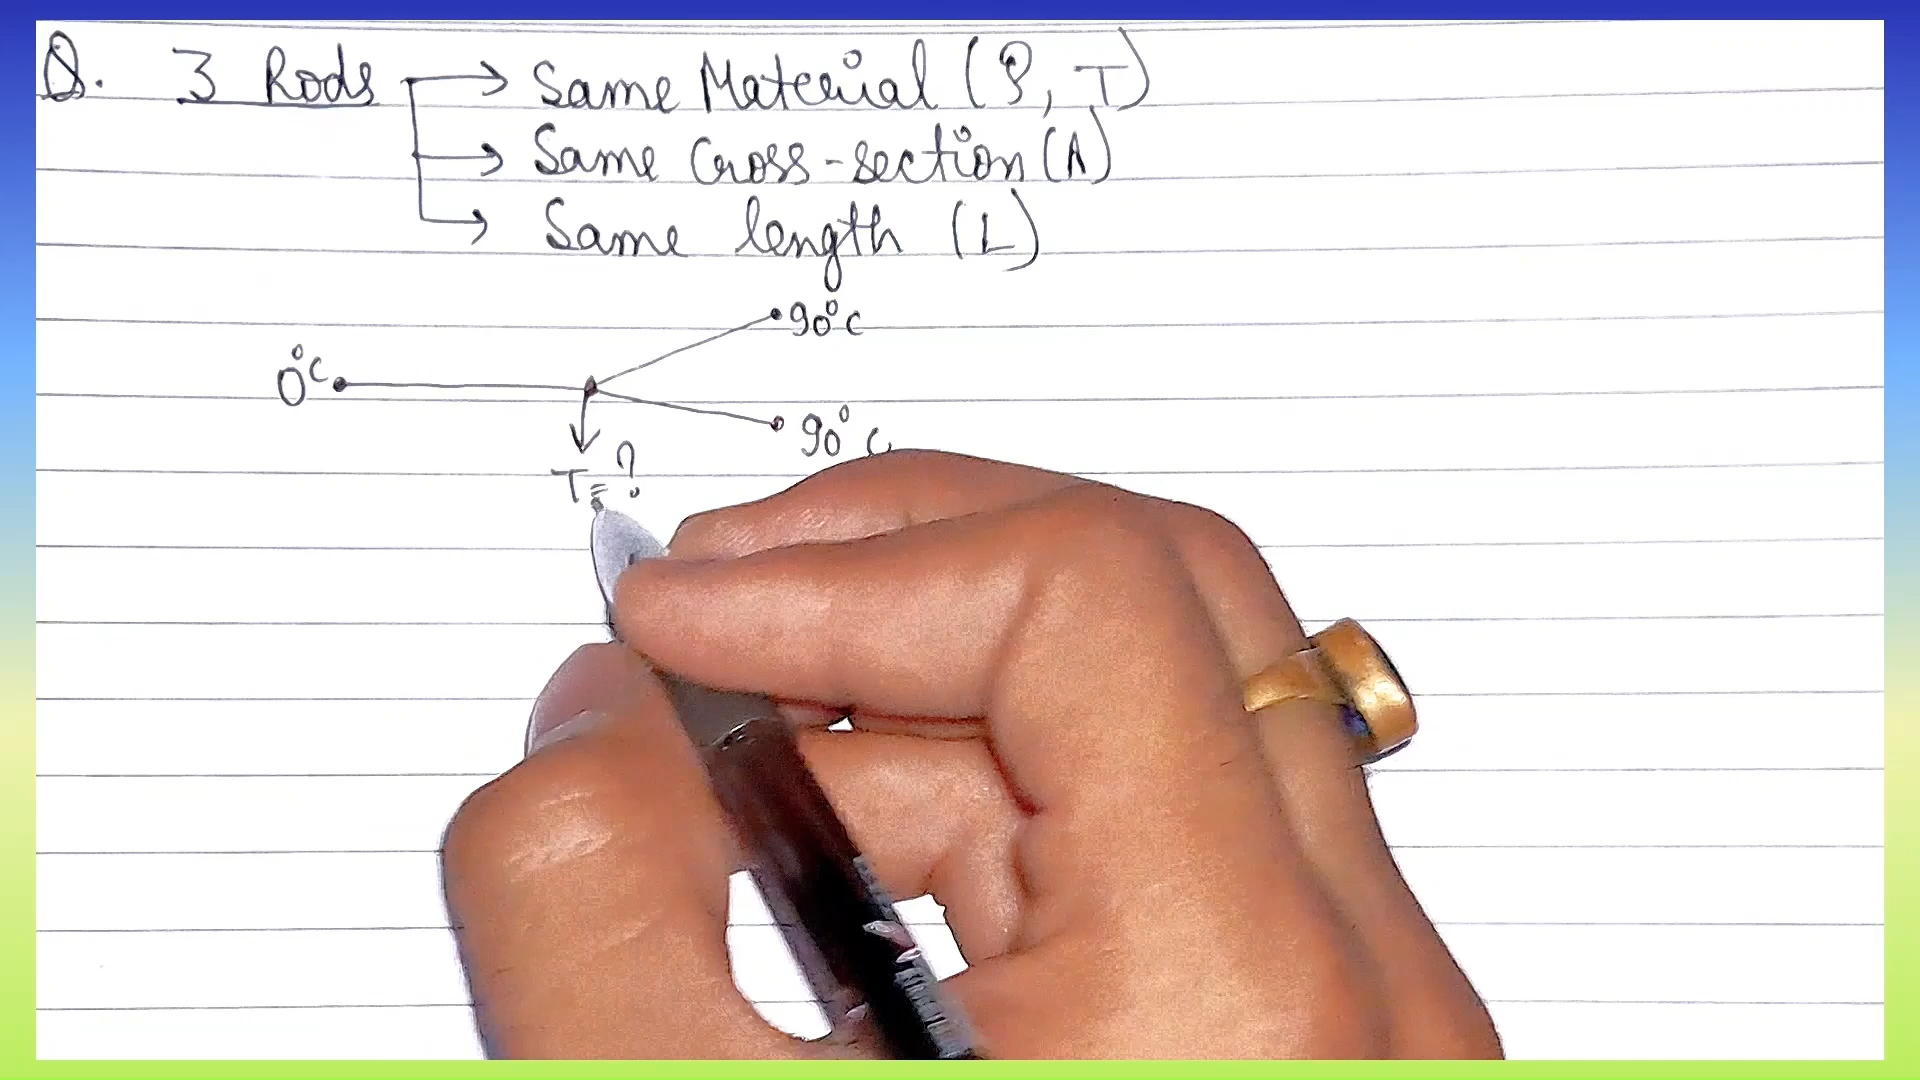 Q. 3 Rods → Same Material (ρ, T)
→ Same Cross-section (A)
→ Same length (L)
90°C
0°C
90°C
T = ?